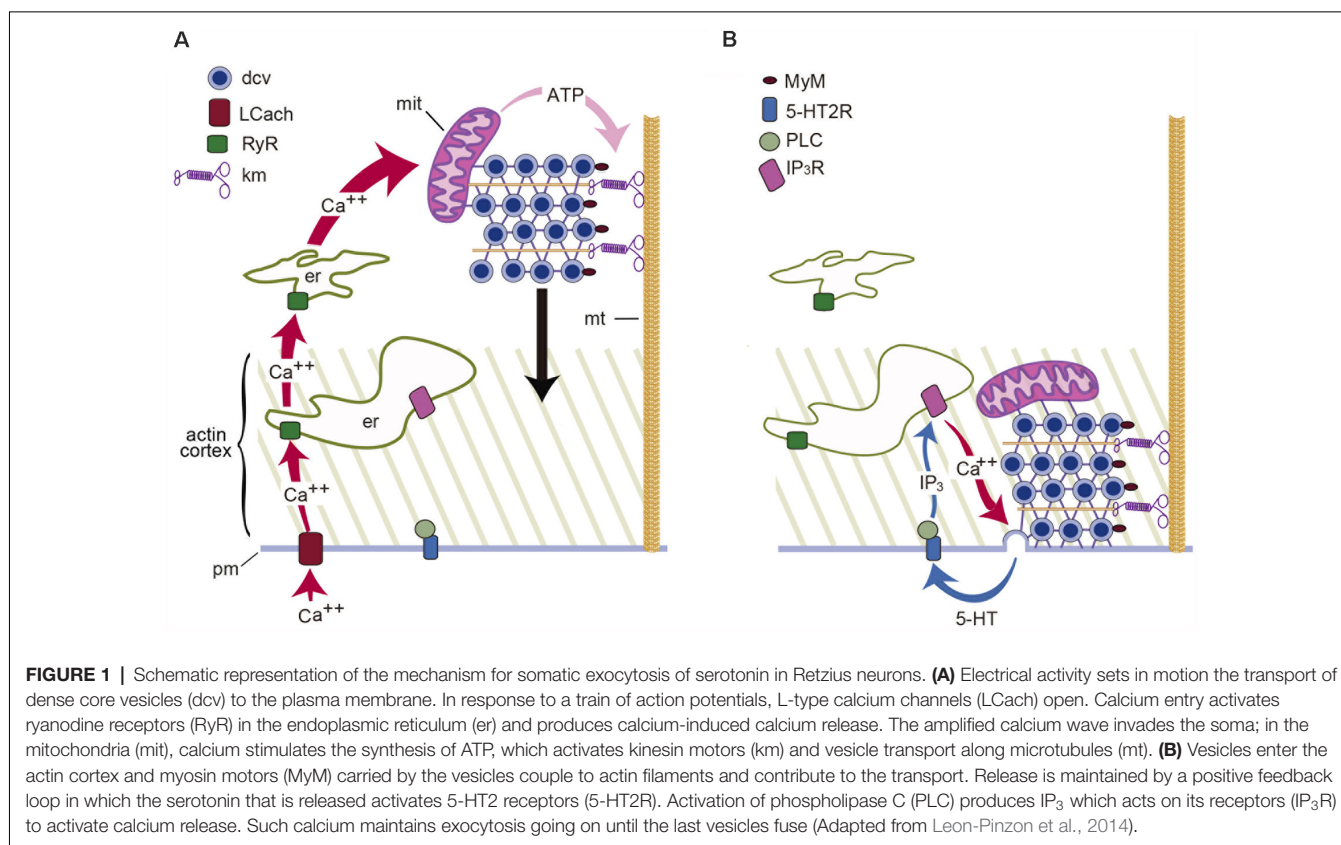 A
dcv
LCach
RyR
km
mit
ATP
Ca++
er
Ca++
er
mt
actin
cortex
Ca++
pm
Ca++
B
MyM
5-HT2R
PLC
IP₃R
IP₃
Ca++
5-HT
FIGURE 1 | Schematic representation of the mechanism for somatic exocytosis of serotonin in Retzius neurons. (A) Electrical activity sets in motion the transport of
dense core vesicles (dcv) to the plasma membrane. In response to a train of action potentials, L-type calcium channels (LCach) open. Calcium entry activates
ryanodine receptors (RyR) in the endoplasmic reticulum (er) and produces calcium-induced calcium release. The amplified calcium wave invades the soma; in the
mitochondria (mit), calcium stimulates the synthesis of ATP, which activates kinesin motors (km) and vesicle transport along microtubules (mt). (B) Vesicles enter the
actin cortex and myosin motors (MyM) carried by the vesicles couple to actin filaments and contribute to the transport. Release is maintained by a positive feedback
loop in which the serotonin that is released activates 5-HT2 receptors (5-HT2R). Activation of phospholipase C (PLC) produces IP₃ which acts on its receptors (IP₃R)
to activate calcium release. Such calcium maintains exocytosis going on until the last vesicles fuse (Adapted from Leon-Pinzon et al., 2014).